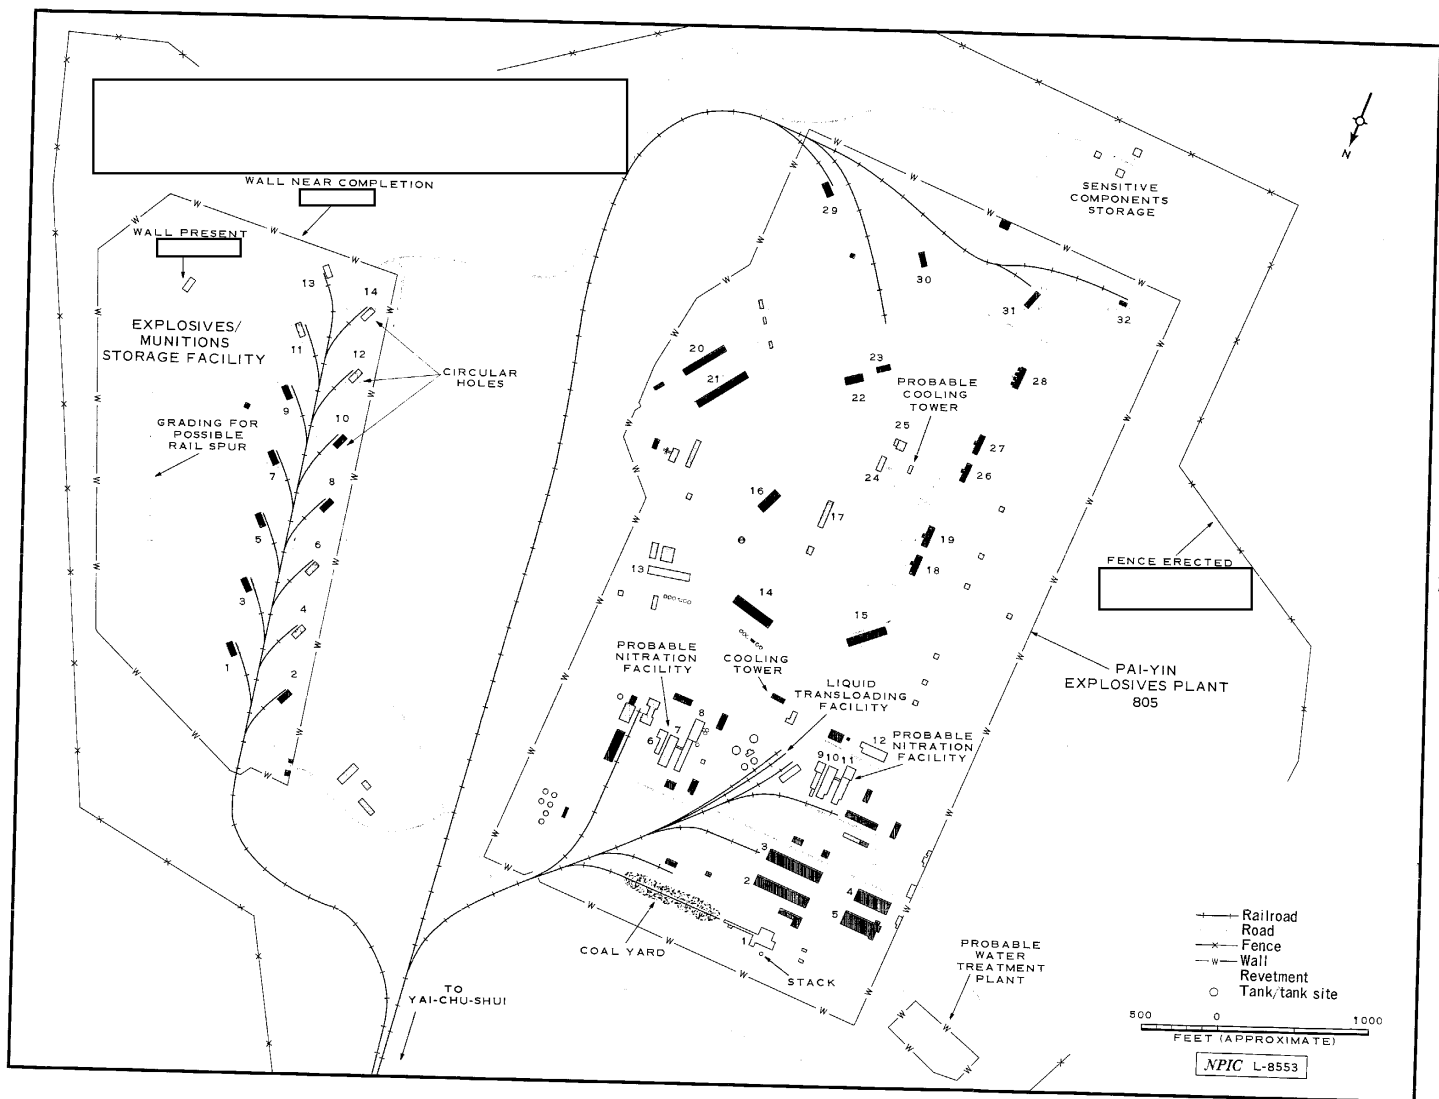 WALL NEAR COMPLETION
WALL PRESENT
EXPLOSIVES/
MUNITIONS
STORAGE FACILITY
GRADING FOR
POSSIBLE
RAIL SPUR
CIRCULAR
HOLES
13
14
11
12
9
10
7
8
5
6
3
4
1
2
SENSITIVE
COMPONENTS
STORAGE
N
29
30
31
32
20
21
22
23
PROBABLE
COOLING
TOWER
28
25
24
27
26
16
17
19
18
13
14
15
FENCE ERECTED
PAI-YIN
EXPLOSIVES PLANT
805
PROBABLE
NITRATION
FACILITY
COOLING
TOWER
LIQUID
TRANSLOADING
FACILITY
PROBABLE
NITRATION
FACILITY
6
7
8
9
10
11
12
3
2
4
5
1
COAL YARD
STACK
TO
YAI-CHU-SHUI
PROBABLE
WATER
TREATMENT
PLANT
Railroad
Road
Fence
W Wall
Revetment
Tank/tank site
500 0 1000
FEET (APPROXIMATE)
NPIC L-8553